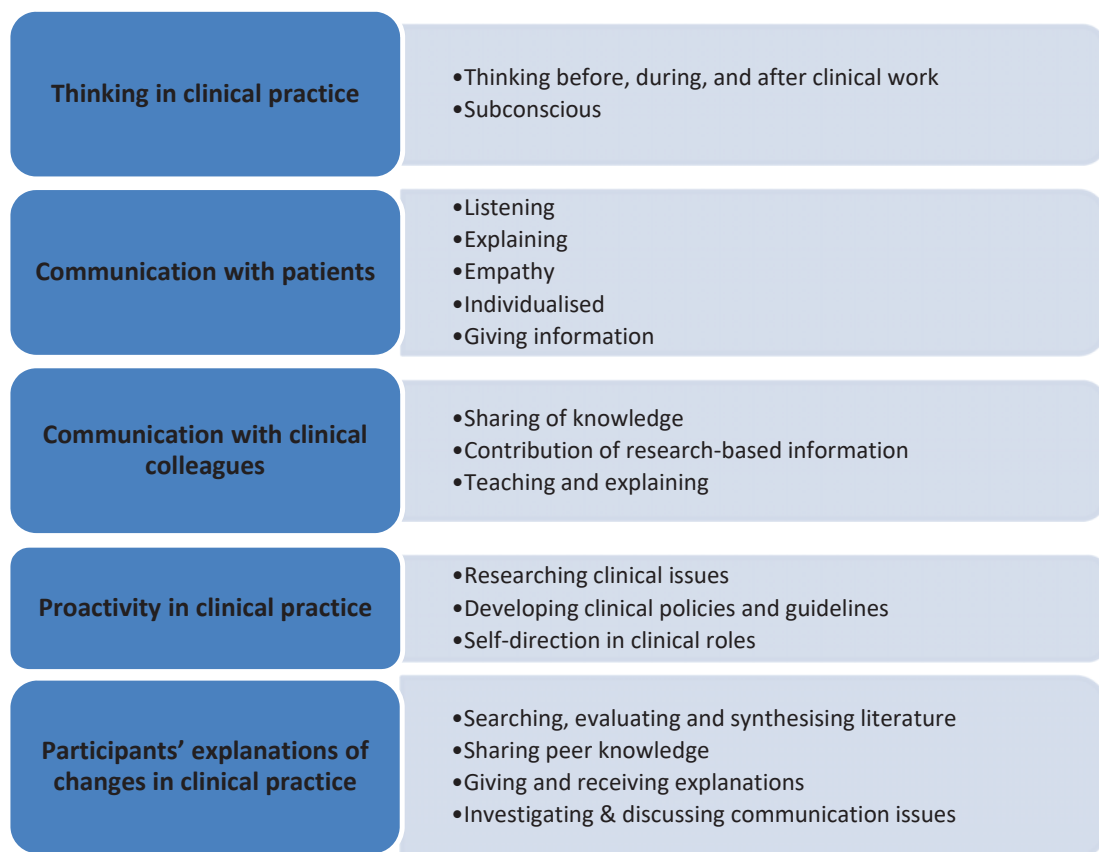 Thinking in clinical practice
•Thinking before, during, and after clinical work
•Subconscious
Communication with patients
•Listening
•Explaining
•Empathy
•Individualised
•Giving information
Communication with clinical
colleagues
•Sharing of knowledge
•Contribution of research-based information
•Teaching and explaining
Proactivity in clinical practice
•Researching clinical issues
•Developing clinical policies and guidelines
•Self-direction in clinical roles
Participants’ explanations of
changes in clinical practice
•Searching, evaluating and synthesising literature
•Sharing peer knowledge
•Giving and receiving explanations
•Investigating & discussing communication issues